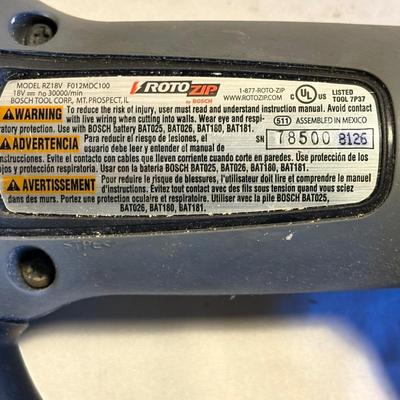 MODEL RZ18V F012MDC100
18V ⎓ n₀ 30000/min
BOSCH TOOL CORP., MT. PROSPECT, IL
ROTOZIP
by BOSCH
1-877-ROTO-ZIP
WWW.ROTOZIP.COM
C UL US
LISTED
TOOL 7P37
511 ASSEMBLED IN MEXICO
WARNING To reduce the risk of injury, user must read and understand instruction manual. Avoid contact
with live wiring when cutting into walls. Wear eye and respi-
ratory protection. Use with BOSCH battery BAT025, BAT026, BAT180, BAT181.
SN 78500 8126
ADVERTENCIA Para reducir el riesgo de lesiones, el
usuario debe leer y entender el manual de
instrucciones. Evite el contacto con cables que lleven corriente cuando corte en paredes. Use protección de los
ojos y respiratoria. Usar con la bateria BOSCH BAT025, BAT026, BAT180, BAT181.
AVERTISSEMENT Pour réduire le risque de blessures, l'utilisateur doit lire et comprendre le manuel
d'instructions. Évitez tout contact avec des fils sous tension quand vous sciez
dans des murs. Portez une protection oculaire et respiratoire. Utiliser avec le pile BOSCH BAT025,
BAT026, BAT180, BAT181.